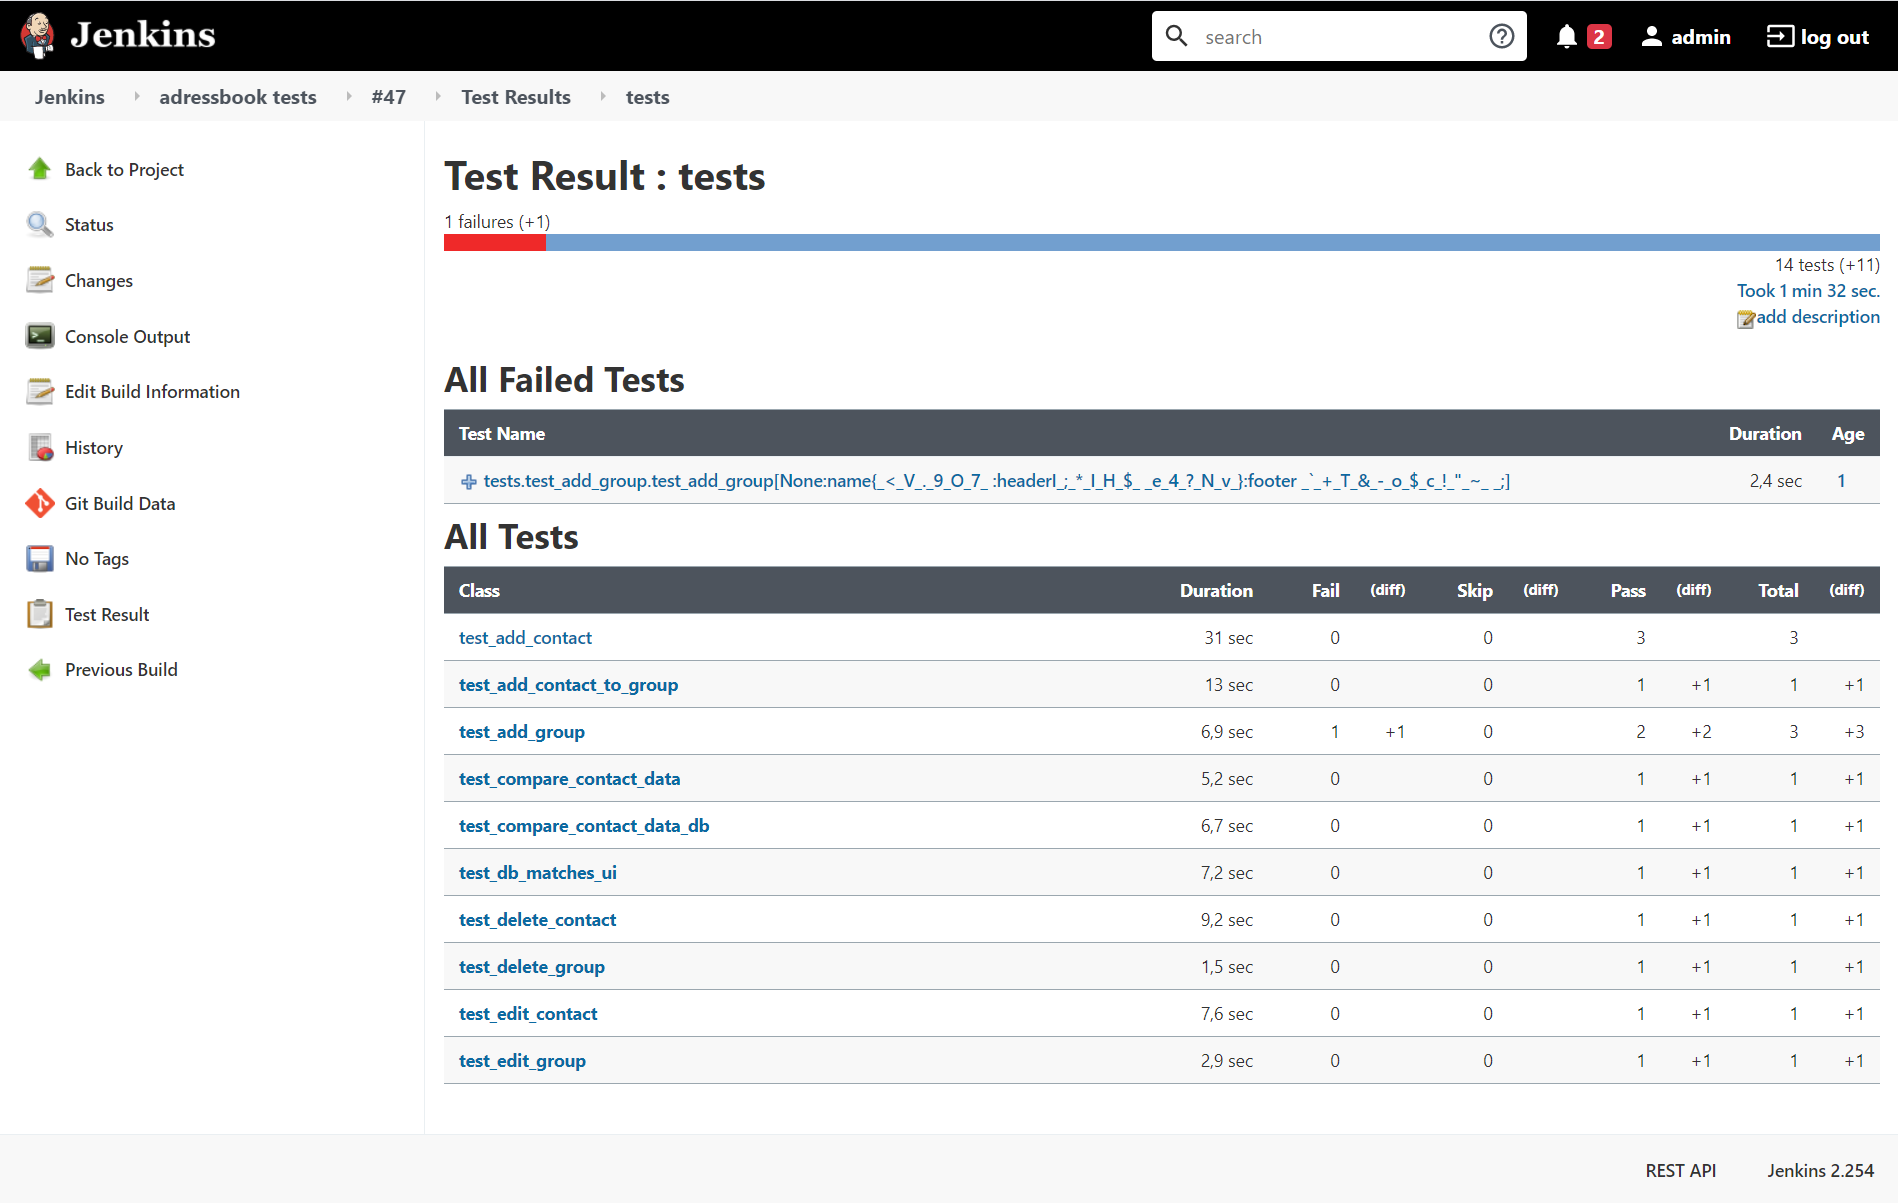 Jenkins
search
2
admin
log out
Jenkins adressbook tests #47 Test Results tests
Back to Project
Status
Changes
Console Output
Edit Build Information
History
Git Build Data
No Tags
Test Result
Previous Build
Test Result : tests
1 failures (+1)
14 tests (+11)
Took 1 min 32 sec.
add description
All Failed Tests
Test Name Duration Age
tests.test_add_group.test_add_group[None:name{_<_V_._9_O_7_ :headerI_;_*_I_H_$_ _e_4_?_N_v_}:footer _`_+_T_&_-_o_$_c_!_"_~_ _;] 2,4 sec 1
All Tests
Class Duration Fail (diff) Skip (diff) Pass (diff) Total (diff)
test_add_contact 31 sec 0 0 3 3
test_add_contact_to_group 13 sec 0 0 1 +1 1 +1
test_add_group 6,9 sec 1 +1 0 2 +2 3 +3
test_compare_contact_data 5,2 sec 0 0 1 +1 1 +1
test_compare_contact_data_db 6,7 sec 0 0 1 +1 1 +1
test_db_matches_ui 7,2 sec 0 0 1 +1 1 +1
test_delete_contact 9,2 sec 0 0 1 +1 1 +1
test_delete_group 1,5 sec 0 0 1 +1 1 +1
test_edit_contact 7,6 sec 0 0 1 +1 1 +1
test_edit_group 2,9 sec 0 0 1 +1 1 +1
REST API Jenkins 2.254